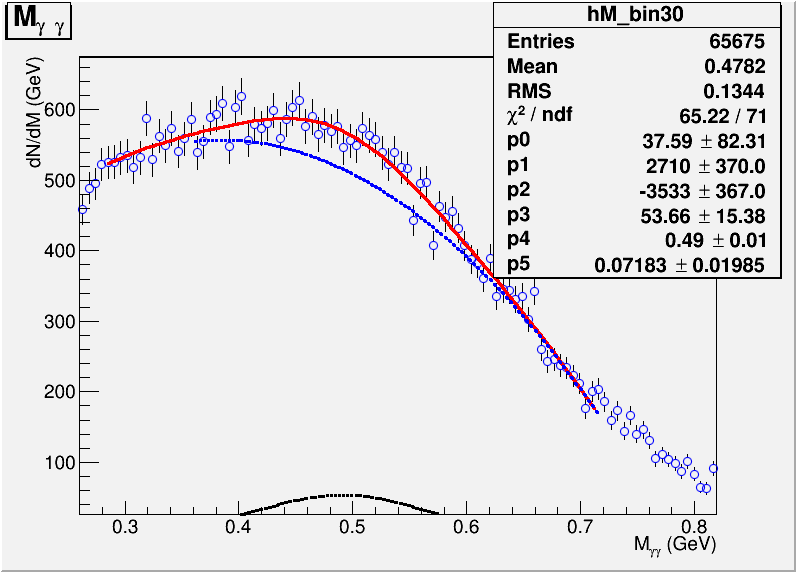 M γ γ
hM_bin30
Entries 65675
Mean 0.4782
RMS 0.1344
χ² / ndf 65.22 / 71
p0 37.59 ± 82.31
p1 2710 ± 370.0
p2 -3533 ± 367.0
p3 53.66 ± 15.38
p4 0.49 ± 0.01
p5 0.07183 ± 0.01985
dN/dM (GeV)
600
500
400
300
200
100
0.3 0.4 0.5 0.6 0.7 0.8
Mγγ (GeV)